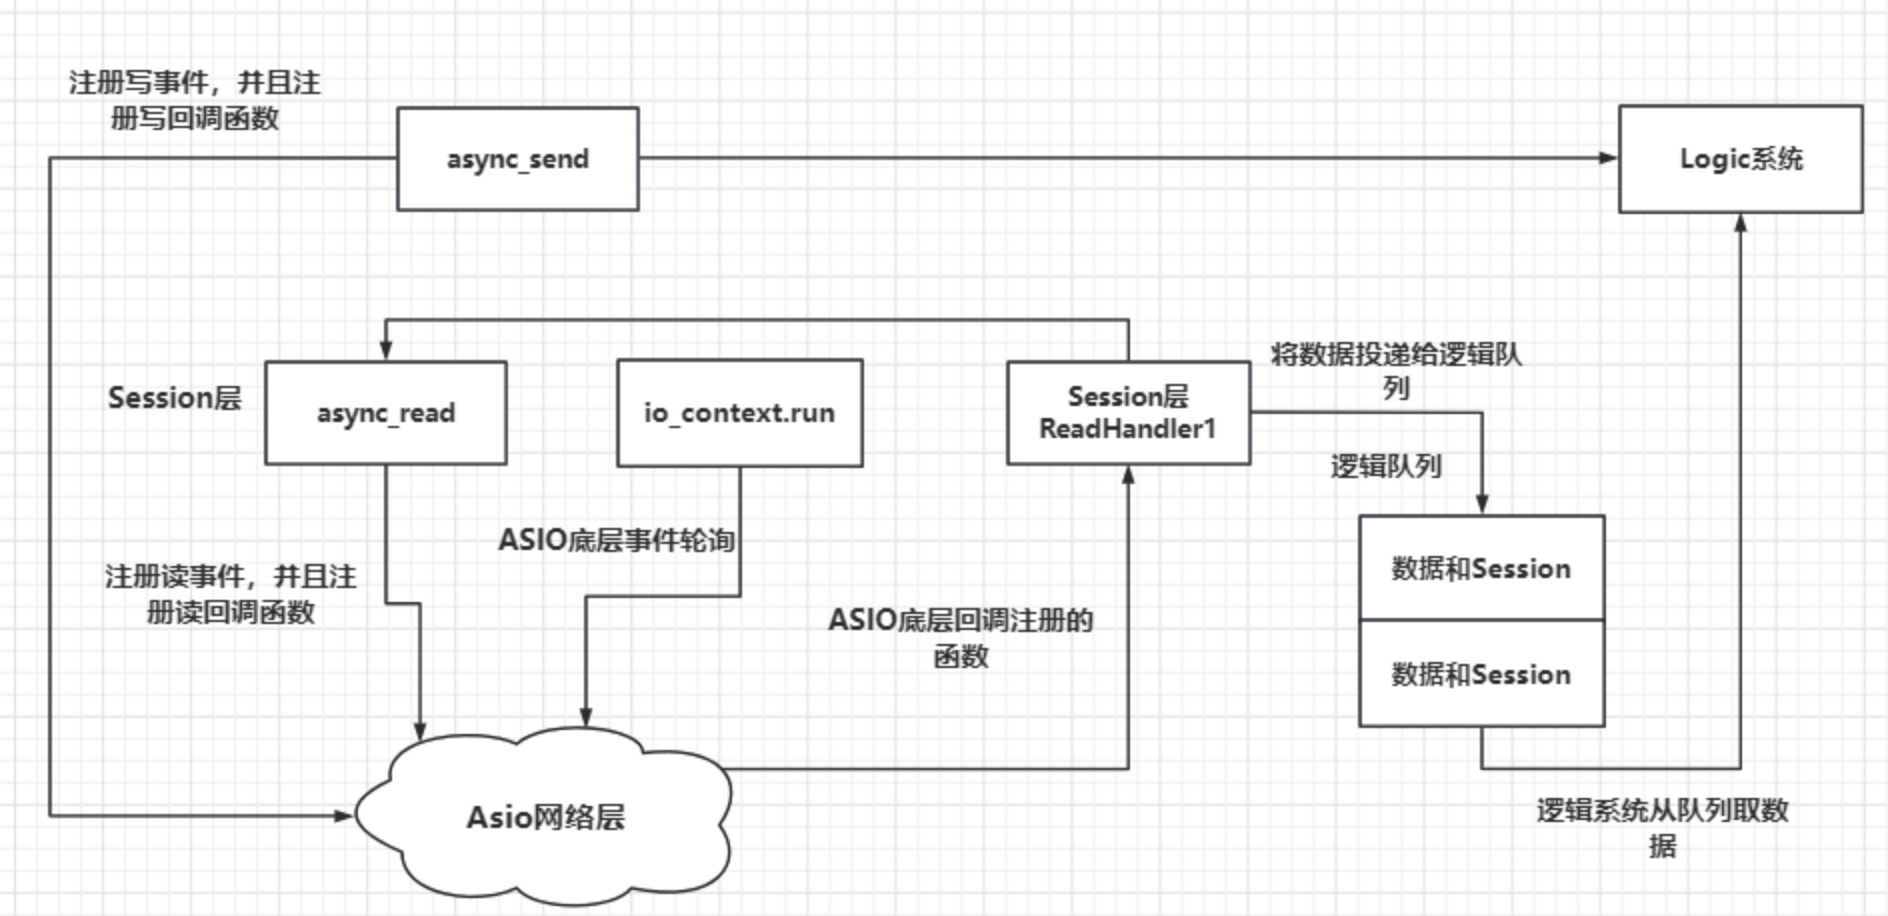 注册写事件，并且注
册写回调函数
async_send
Logic系统
Session层
async_read
io_context.run
Session层
ReadHandler1
将数据投递给逻辑队
列
逻辑队列
ASIO底层事件轮询
注册读事件，并且注
册读回调函数
ASIO底层回调注册的
函数
数据和Session
数据和Session
Asio网络层
逻辑系统从队列取数
据